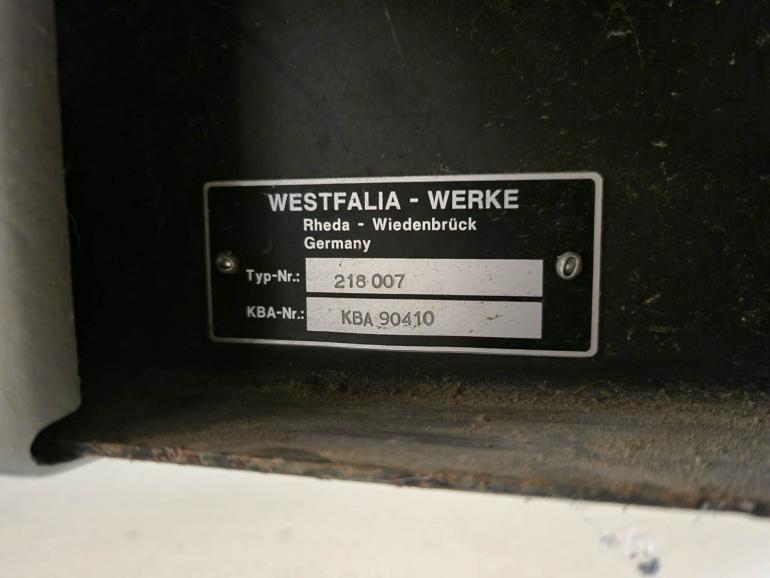 WESTFALIA - WERKE
Rheda - Wiedenbrück
Germany
Typ-Nr.: 218 007
KBA-Nr.: KBA 90410